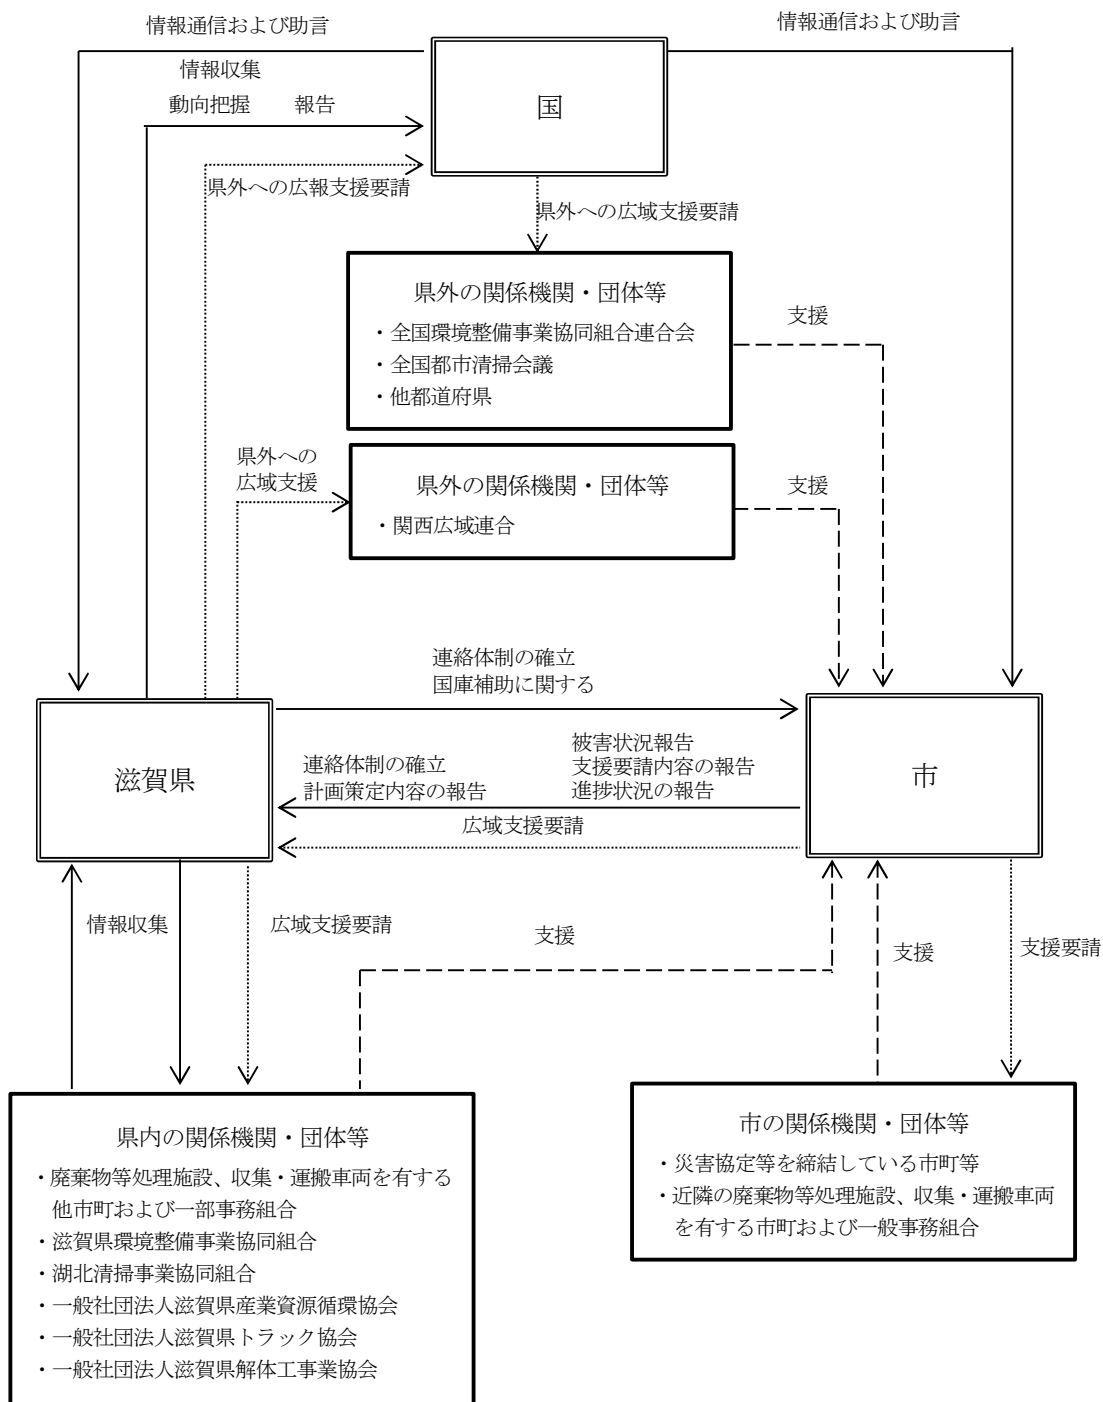 情報通信および助言
情報通信および助言
情報収集
動向把握　報告
国
県外への広報支援要請
県外への広域支援要請
県外の関係機関・団体等
・全国環境整備事業協同組合連合会
・全国都市清掃会議
・他都道府県
支援
県外への
広域支援
県外の関係機関・団体等
・関西広域連合
支援
連絡体制の確立
国庫補助に関する
滋賀県
連絡体制の確立
計画策定内容の報告
被害状況報告
支援要請内容の報告
進捗状況の報告
市
広域支援要請
情報収集
広域支援要請
支援
支援
支援要請
県内の関係機関・団体等
・廃棄物等処理施設、収集・運搬車両を有する
他市町および一部事務組合
・滋賀県環境整備事業協同組合
・湖北清掃事業協同組合
・一般社団法人滋賀県産業資源循環協会
・一般社団法人滋賀県トラック協会
・一般社団法人滋賀県解体工事業協会
市の関係機関・団体等
・災害協定等を締結している市町等
・近隣の廃棄物等処理施設、収集・運搬車両
を有する市町および一般事務組合